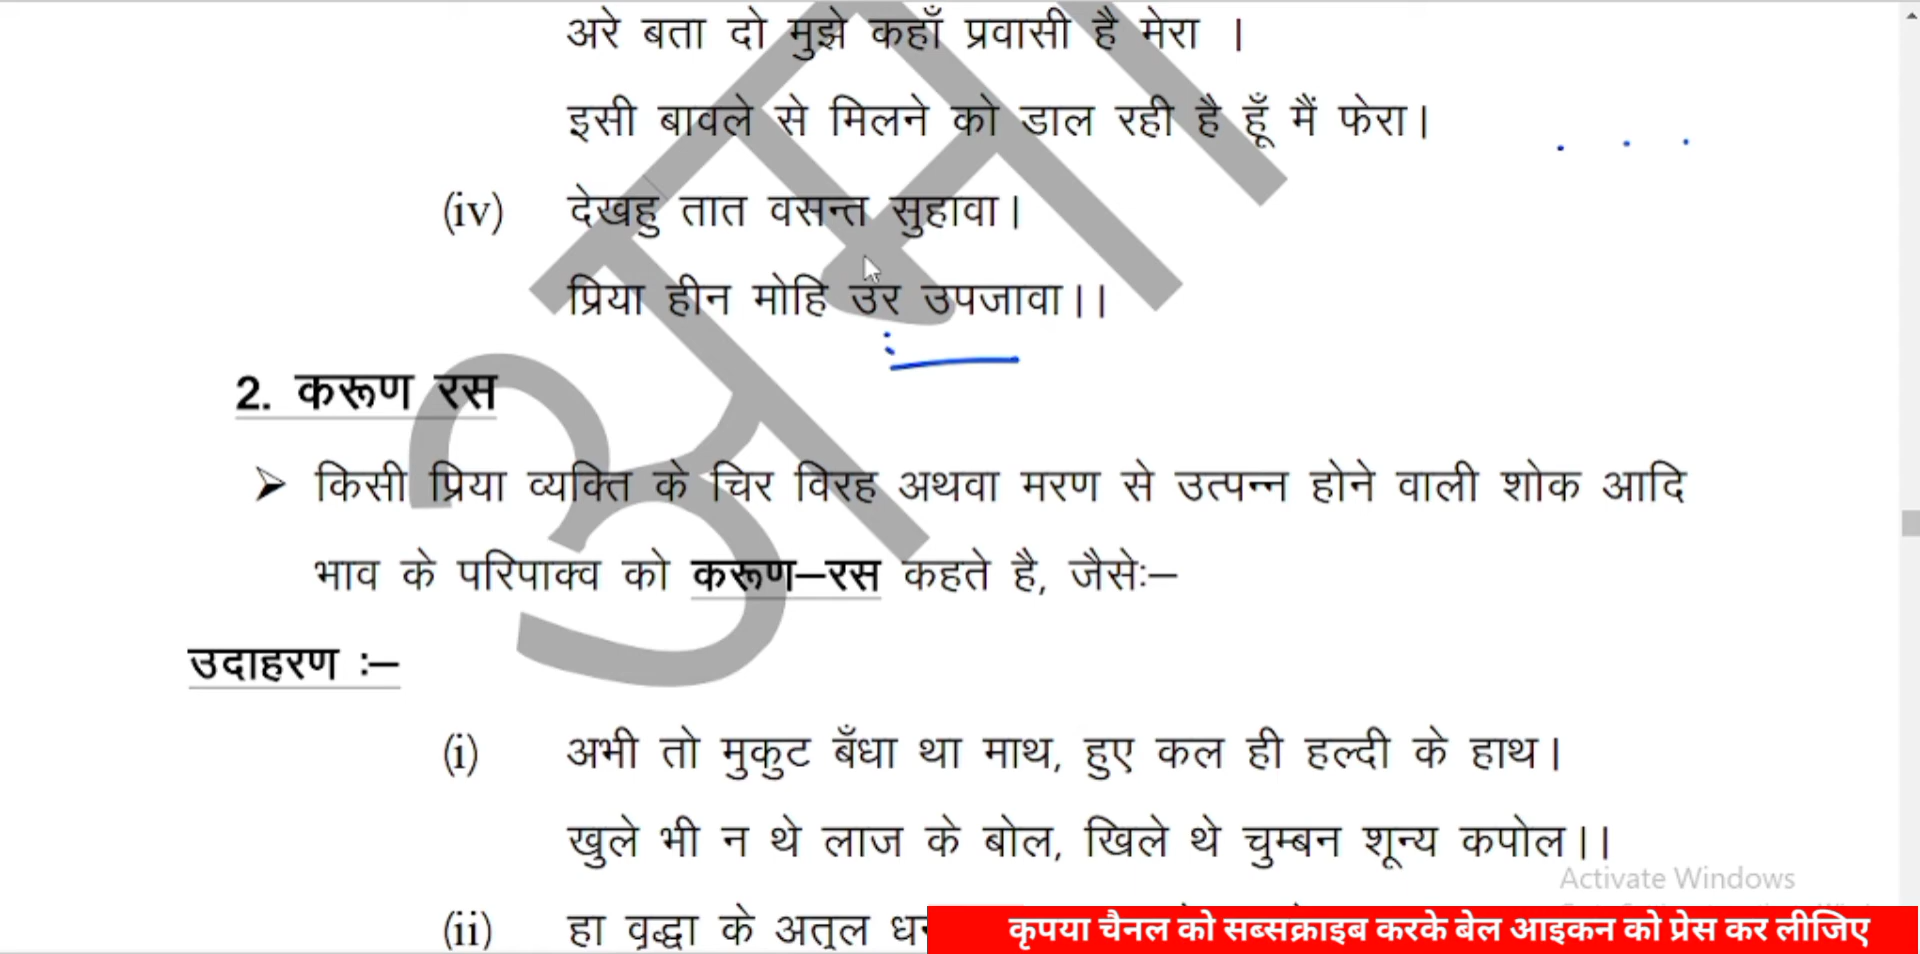 अरे बता दो मुझे कहाँ प्रवासी है मेरा ।
इसी बावले से मिलने को डाल रही है हूँ मैं फेरा।
(iv) देखहु तात वसन्त सुहावा।
प्रिया हीन मोहि उर उपजावा।।
2. करूण रस
➢ किसी प्रिया व्यक्ति के चिर विरह अथवा मरण से उत्पन्न होने वाली शोक आदि
भाव के परिपाक्व को करूण–रस कहते है, जैसेः–
उदाहरण :–
(i) अभी तो मुकुट बँधा था माथ, हुए कल ही हल्दी के हाथ।
खुले भी न थे लाज के बोल, खिले थे चुम्बन शून्य कपोल।।
Activate Windows
(ii) हा वृद्धा के अतुल
कृपया चैनल को सब्सक्राइब करके बेल आइकन को प्रेस कर लीजिए